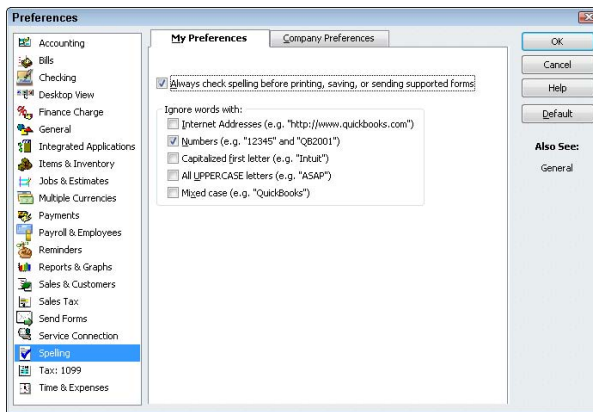 Preferences
Accounting
Bills
Checking
Desktop View
Finance Charge
General
Integrated Applications
Items & Inventory
Jobs & Estimates
Multiple Currencies
Payments
Payroll & Employees
Reminders
Reports & Graphs
Sales & Customers
Sales Tax
Send Forms
Service Connection
Spelling
Tax: 1099
Time & Expenses
My Preferences
Company Preferences
Always check spelling before printing, saving, or sending supported forms
Ignore words with:
Internet Addresses (e.g. "http://www.quickbooks.com")
Numbers (e.g. "12345" and "QB2001")
Capitalized first letter (e.g. "Intuit")
All UPPERCASE letters (e.g. "ASAP")
Mixed case (e.g. "QuickBooks")
OK
Cancel
Help
Default
Also See:
General